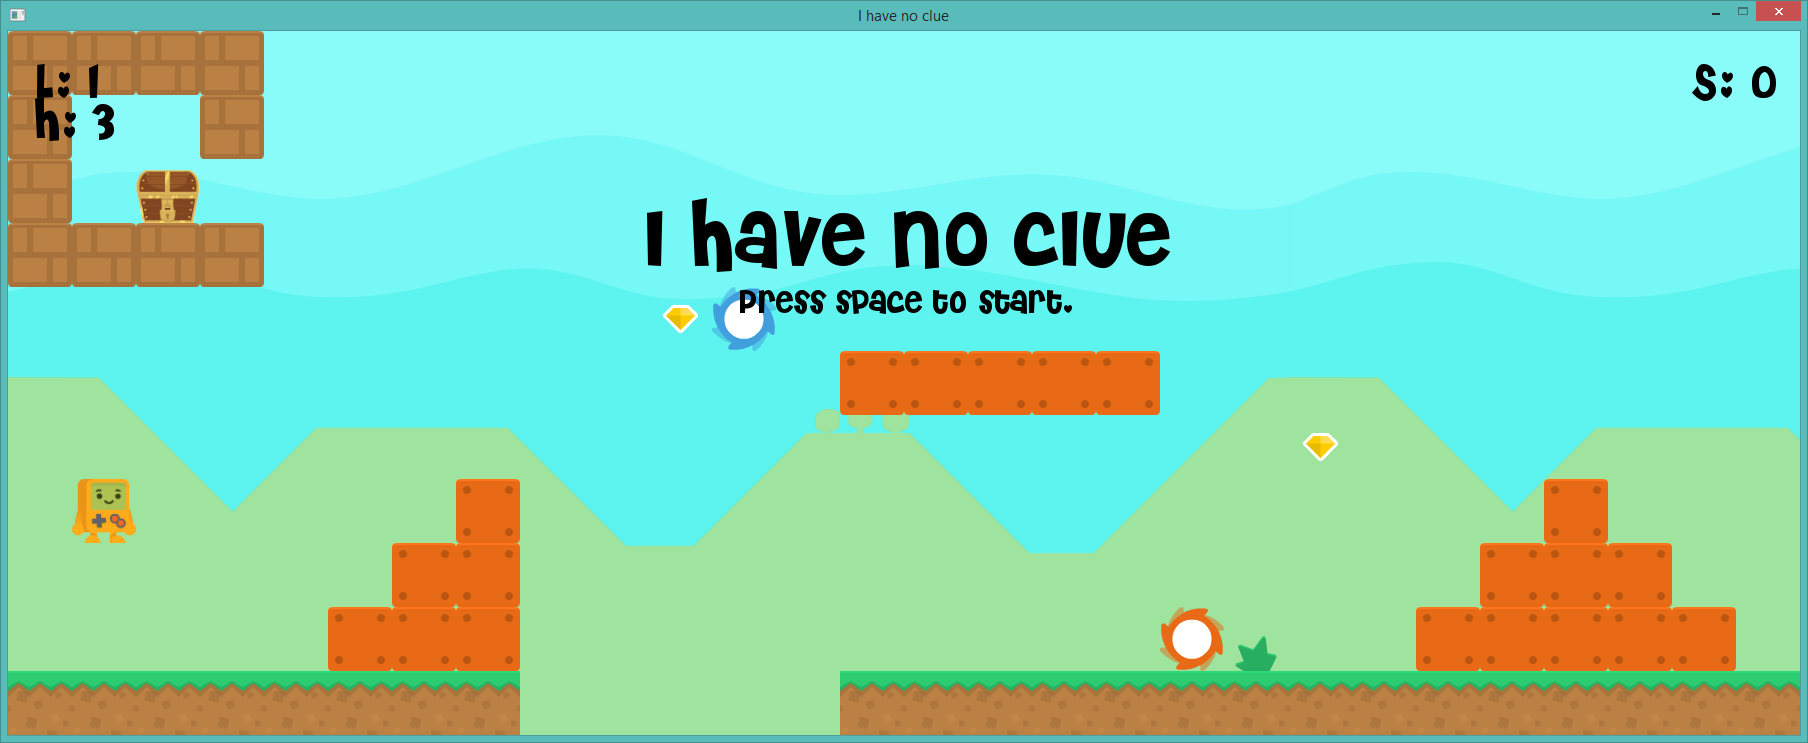 I have no clue
L: 1
h: 3
S: 0
I have no clue
Press space to start.